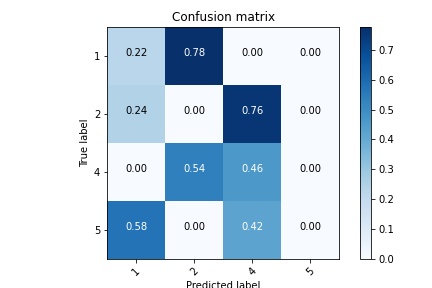 Confusion matrix
1 0.22 0.78 0.00 0.00 0.7
0.6
2 0.24 0.00 0.76 0.00 0.5
True label 0.4
4 0.00 0.54 0.46 0.00 0.3
0.2
5 0.58 0.00 0.42 0.00 0.1
0.0
1 2 4 5
Predicted label